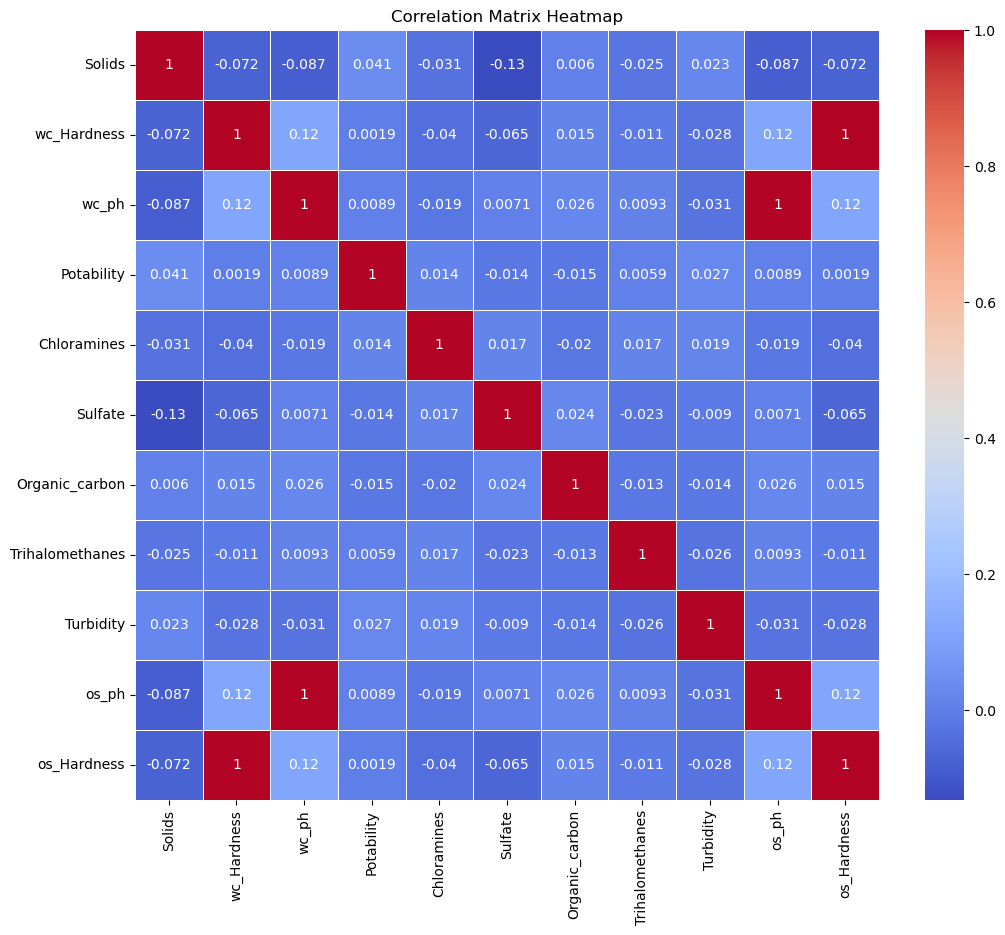 Correlation Matrix Heatmap
Solids 1 -0.072 -0.087 0.041 -0.031 -0.13 0.006 -0.025 0.023 -0.087 -0.072
wc_Hardness -0.072 1 0.12 0.0019 -0.04 -0.065 0.015 -0.011 -0.028 0.12 1
wc_ph -0.087 0.12 1 0.0089 -0.019 0.0071 0.026 0.0093 -0.031 1 0.12
Potability 0.041 0.0019 0.0089 1 0.014 -0.014 -0.015 0.0059 0.027 0.0089 0.0019
Chloramines -0.031 -0.04 -0.019 0.014 1 0.017 -0.02 0.017 0.019 -0.019 -0.04
Sulfate -0.13 -0.065 0.0071 -0.014 0.017 1 0.024 -0.023 -0.009 0.0071 -0.065
Organic_carbon 0.006 0.015 0.026 -0.015 -0.02 0.024 1 -0.013 -0.014 0.026 0.015
Trihalomethanes -0.025 -0.011 0.0093 0.0059 0.017 -0.023 -0.013 1 -0.026 0.0093 -0.011
Turbidity 0.023 -0.028 -0.031 0.027 0.019 -0.009 -0.014 -0.026 1 -0.031 -0.028
os_ph -0.087 0.12 1 0.0089 -0.019 0.0071 0.026 0.0093 -0.031 1 0.12
os_Hardness -0.072 1 0.12 0.0019 -0.04 -0.065 0.015 -0.011 -0.028 0.12 1
Solids
wc_Hardness
wc_ph
Potability
Chloramines
Sulfate
Organic_carbon
Trihalomethanes
Turbidity
os_ph
os_Hardness
1.0
0.8
0.6
0.4
0.2
0.0